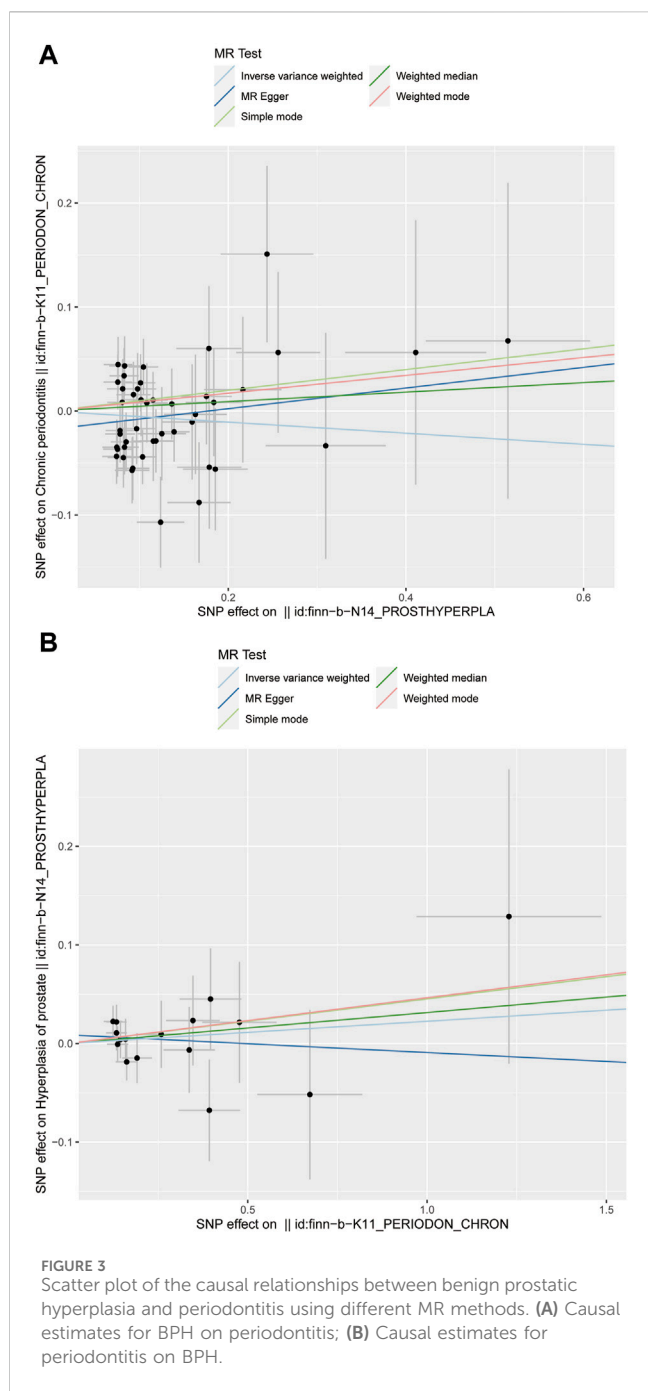 A
MR Test
Inverse variance weighted
Weighted median
MR Egger
Weighted mode
Simple mode
SNP effect on Chronic periodontitis || id:finn-b-K11_PERIODON_CHRON
0.2
0.1
0.0
−0.1
0.2
0.4
0.6
SNP effect on || id:finn-b-N14_PROSTHYPERPLA
B
MR Test
Inverse variance weighted
Weighted median
MR Egger
Weighted mode
Simple mode
SNP effect on Hyperplasia of prostate || id:finn-b-N14_PROSTHYPERPLA
0.2
0.1
0.0
−0.1
0.5
1.0
1.5
SNP effect on || id:finn-b-K11_PERIODON_CHRON
FIGURE 3
Scatter plot of the causal relationships between benign prostatic
hyperplasia and periodontitis using different MR methods. (A) Causal
estimates for BPH on periodontitis; (B) Causal estimates for
periodontitis on BPH.